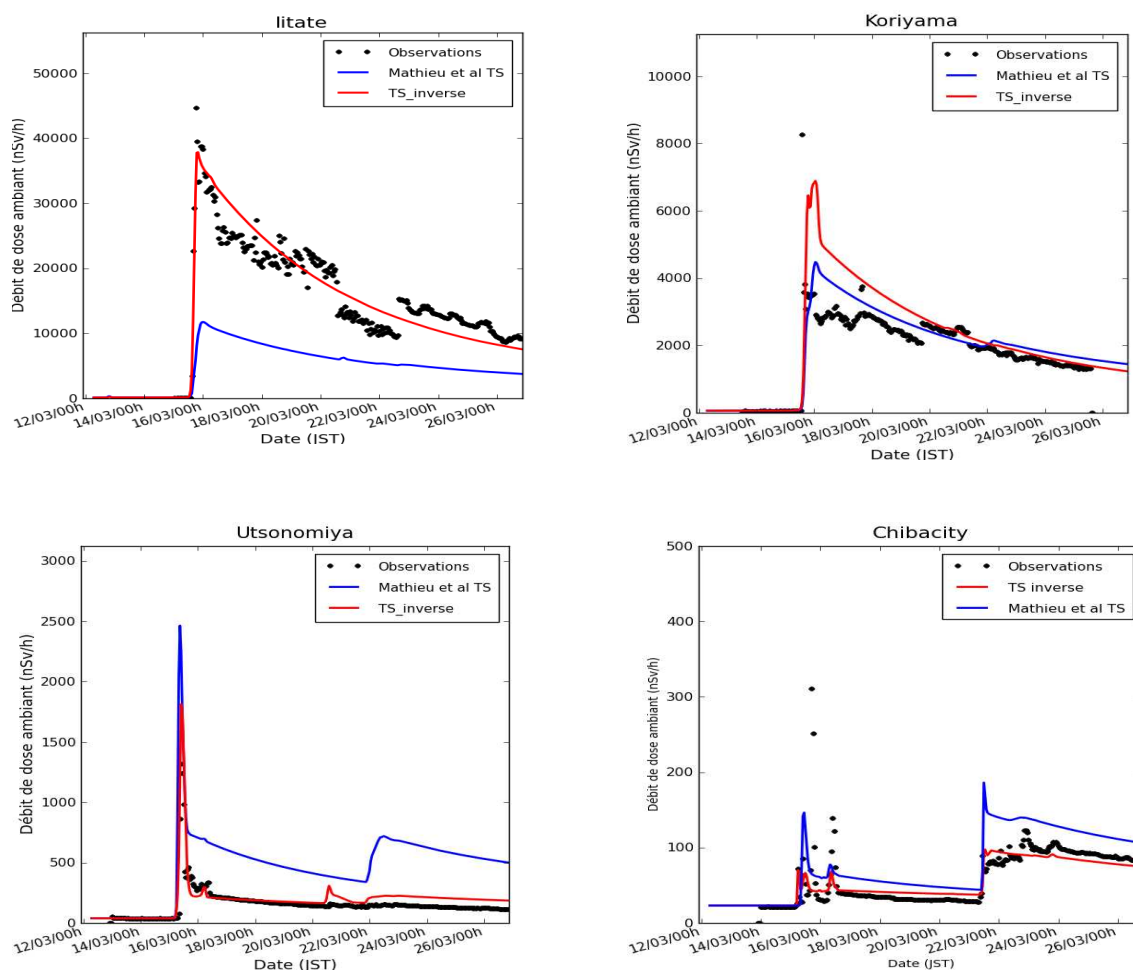 Iitate
Débit de dose ambiant (nSv/h)
50000
40000
30000
20000
10000
0
Observations
Mathieu et al TS
TS_inverse
12/03/00h
14/03/00h
16/03/00h
18/03/00h
20/03/00h
22/03/00h
24/03/00h
26/03/00h
Date (JST)
Koriyama
Débit de dose ambiant (nSv/h)
10000
8000
6000
4000
2000
0
Observations
Mathieu et al TS
TS_inverse
12/03/00h
14/03/00h
16/03/00h
18/03/00h
20/03/00h
22/03/00h
24/03/00h
26/03/00h
Date (JST)
Utsonomiya
Débit de dose ambiant (nSv/h)
3000
2500
2000
1500
1000
500
0
Observations
Mathieu et al TS
TS_inverse
12/03/00h
14/03/00h
16/03/00h
18/03/00h
20/03/00h
22/03/00h
24/03/00h
26/03/00h
Date (JST)
Chibacity
Débit de dose ambiant (nSv/h)
500
400
300
200
100
0
Observations
TS inverse
Mathieu et al TS
12/03/00h
14/03/00h
16/03/00h
18/03/00h
20/03/00h
22/03/00h
24/03/00h
26/03/00h
Date (JST)